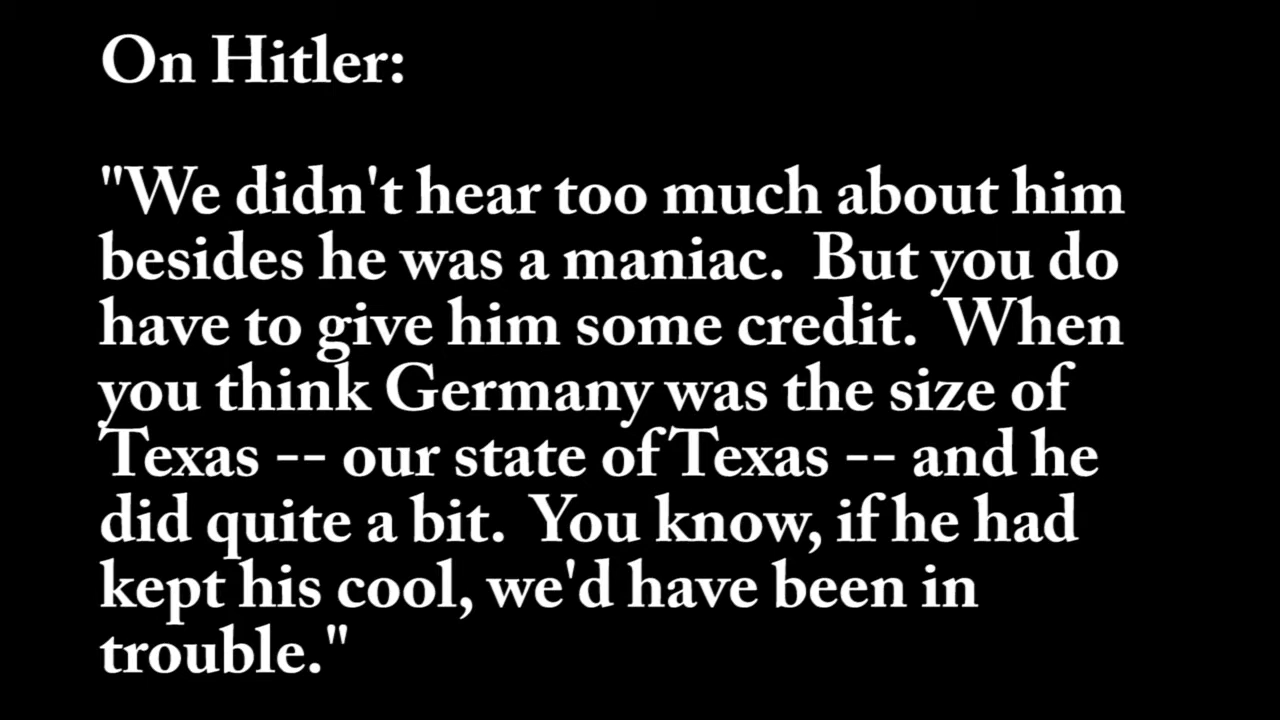 On Hitler:
"We didn't hear too much about him
besides he was a maniac.  But you do
have to give him some credit.  When
you think Germany was the size of
Texas -- our state of Texas -- and he
did quite a bit.  You know, if he had
kept his cool, we'd have been in
trouble."